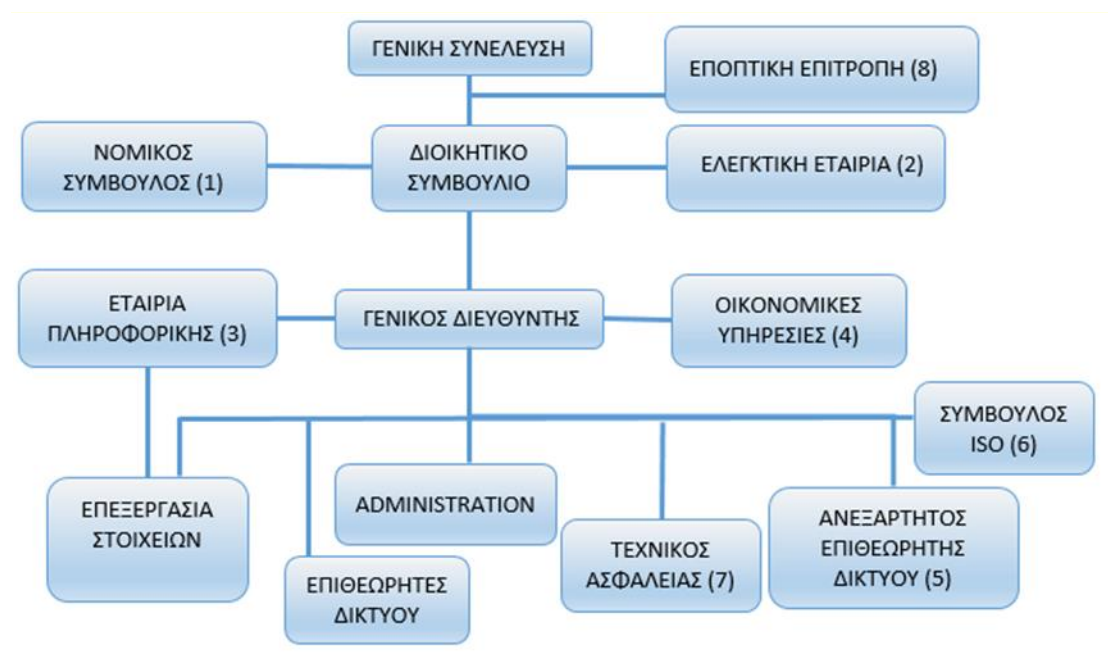 ΓΕΝΙΚΗ ΣΥΝΕΛΕΥΣΗ
ΕΠΟΠΤΙΚΗ ΕΠΙΤΡΟΠΗ (8)
ΝΟΜΙΚΟΣ
ΣΥΜΒΟΥΛΟΣ (1)
ΔΙΟΙΚΗΤΙΚΟ
ΣΥΜΒΟΥΛΙΟ
ΕΛΕΓΚΤΙΚΗ ΕΤΑΙΡΙΑ (2)
ΕΤΑΙΡΙΑ
ΠΛΗΡΟΦΟΡΙΚΗΣ (3)
ΓΕΝΙΚΟΣ ΔΙΕΥΘΥΝΤΗΣ
ΟΙΚΟΝΟΜΙΚΕΣ
ΥΠΗΡΕΣΙΕΣ (4)
ΣΥΜΒΟΥΛΟΣ
ISO (6)
ΕΠΕΞΕΡΓΑΣΙΑ
ΣΤΟΙΧΕΙΩΝ
ADMINISTRATION
ΕΠΙΘΕΩΡΗΤΕΣ
ΔΙΚΤΥΟΥ
ΤΕΧΝΙΚΟΣ
ΑΣΦΑΛΕΙΑΣ (7)
ΑΝΕΞΑΡΤΗΤΟΣ
ΕΠΙΘΕΩΡΗΤΗΣ
ΔΙΚΤΥΟΥ (5)